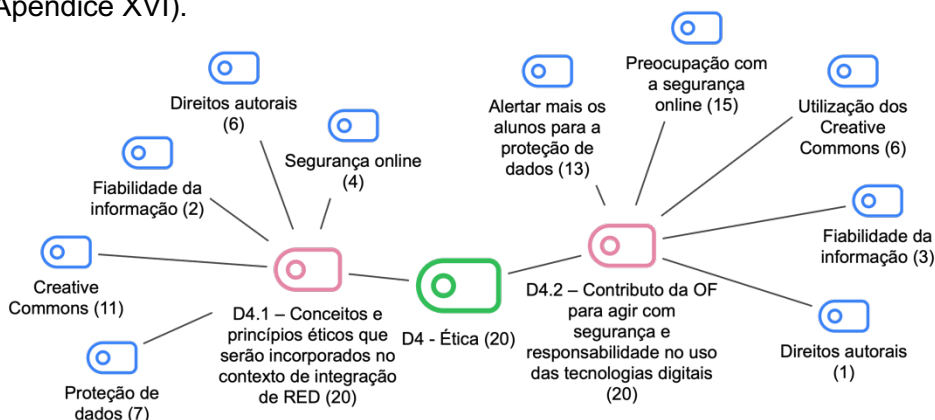 Apêndice XVI).
Direitos autorais
(6)
Segurança online
(4)
Fiabilidade da
informação (2)
Creative
Commons (11)
Proteção de
dados (7)
D4.1 – Conceitos e
princípios éticos que
serão incorporados no
contexto de integração
de RED (20)
D4 - Ética (20)
Alertar mais os
alunos para a
proteção de
dados (13)
Preocupação com
a segurança
online (15)
Utilização dos
Creative
Commons (6)
Fiabilidade da
informação (3)
Direitos autorais
(1)
D4.2 – Contributo da OF
para agir com
segurança e
responsabilidade no uso
das tecnologias digitais
(20)